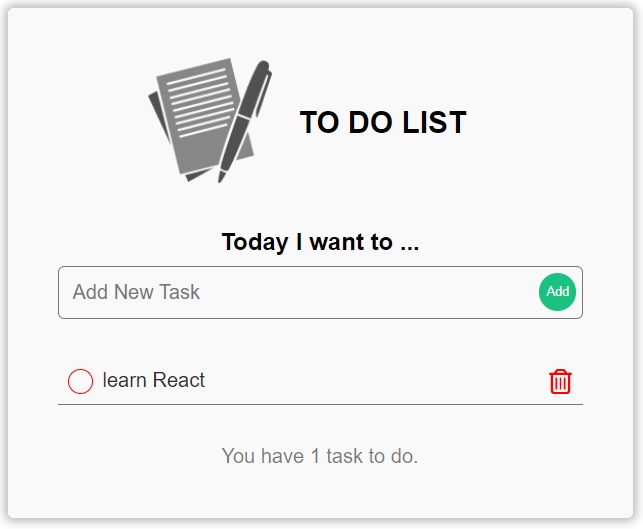 TO DO LIST
Today I want to ...
Add New Task
Add
learn React
You have 1 task to do.